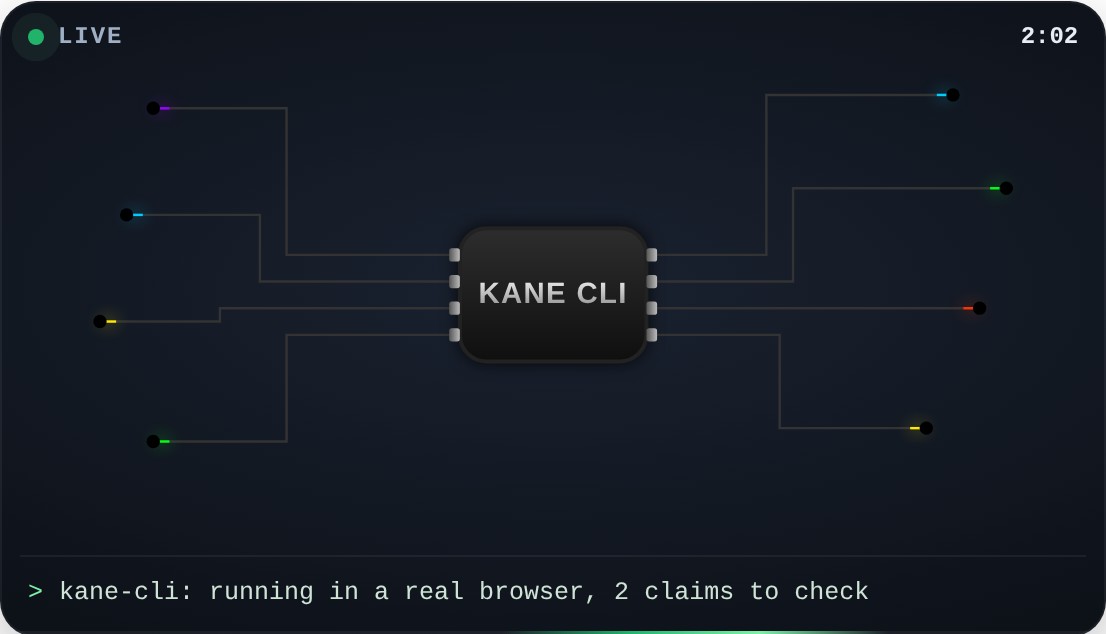 LIVE
2:02
KANE CLI
> kane-cli: running in a real browser, 2 claims to check